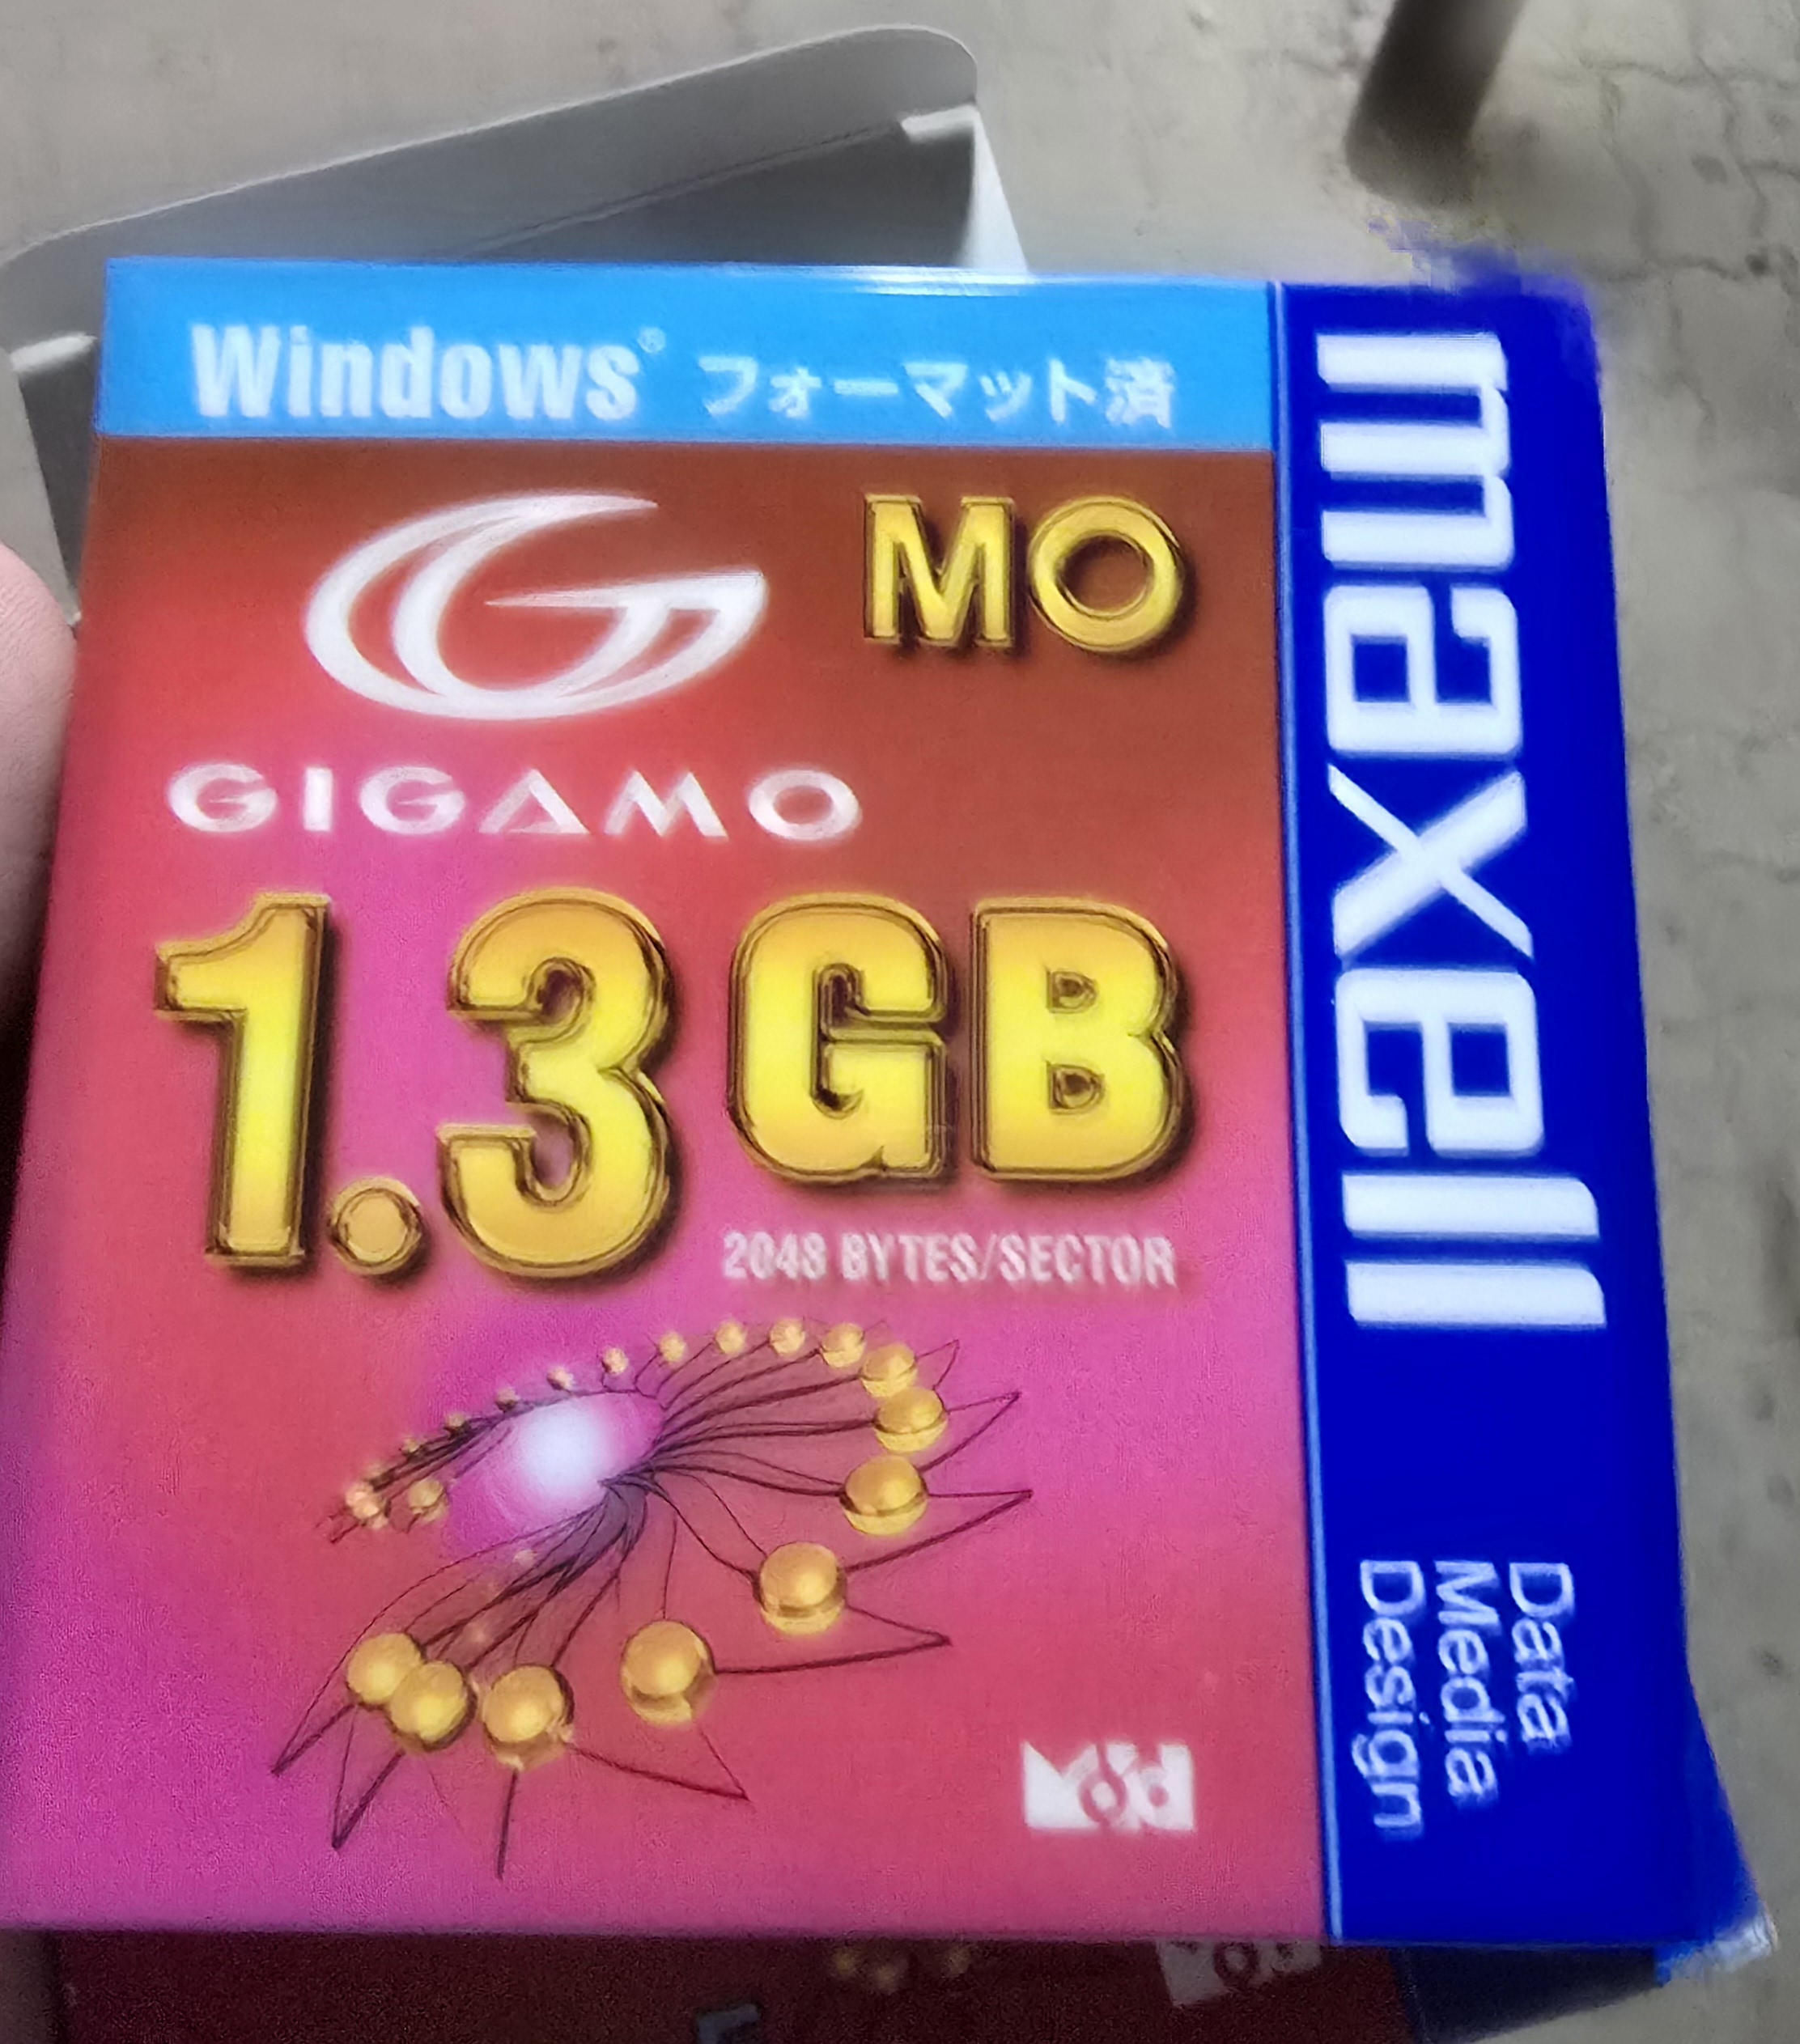 Windows® フォーマット済
MO
GIGAMO
1.3GB
2048 BYTES/SECTOR
maxell
Data
Media
Design